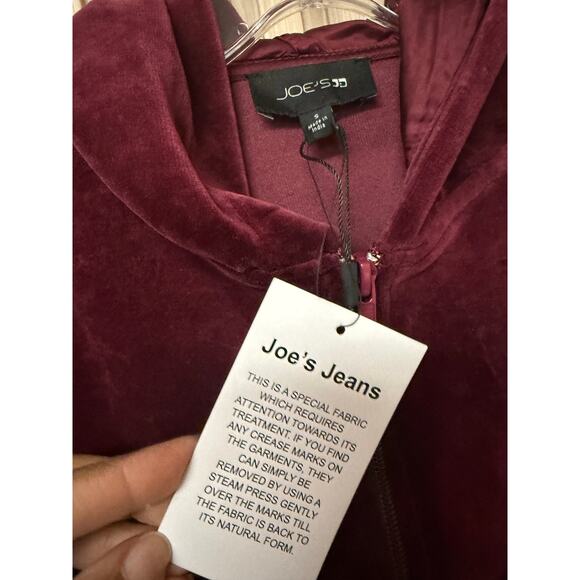 JOE'S
S
Made in
India
Joe's Jeans
THIS IS A SPECIAL FABRIC
WHICH REQUIRES
ATTENTION TOWARDS ITS
TREATMENT. IF YOU FIND
ANY CREASE MARKS ON
THE GARMENTS, THEY
CAN SIMPLY BE
REMOVED BY USING A
STEAM PRESS GENTLY
OVER THE MARKS TILL
THE FABRIC IS BACK TO
ITS NATURAL FORM.